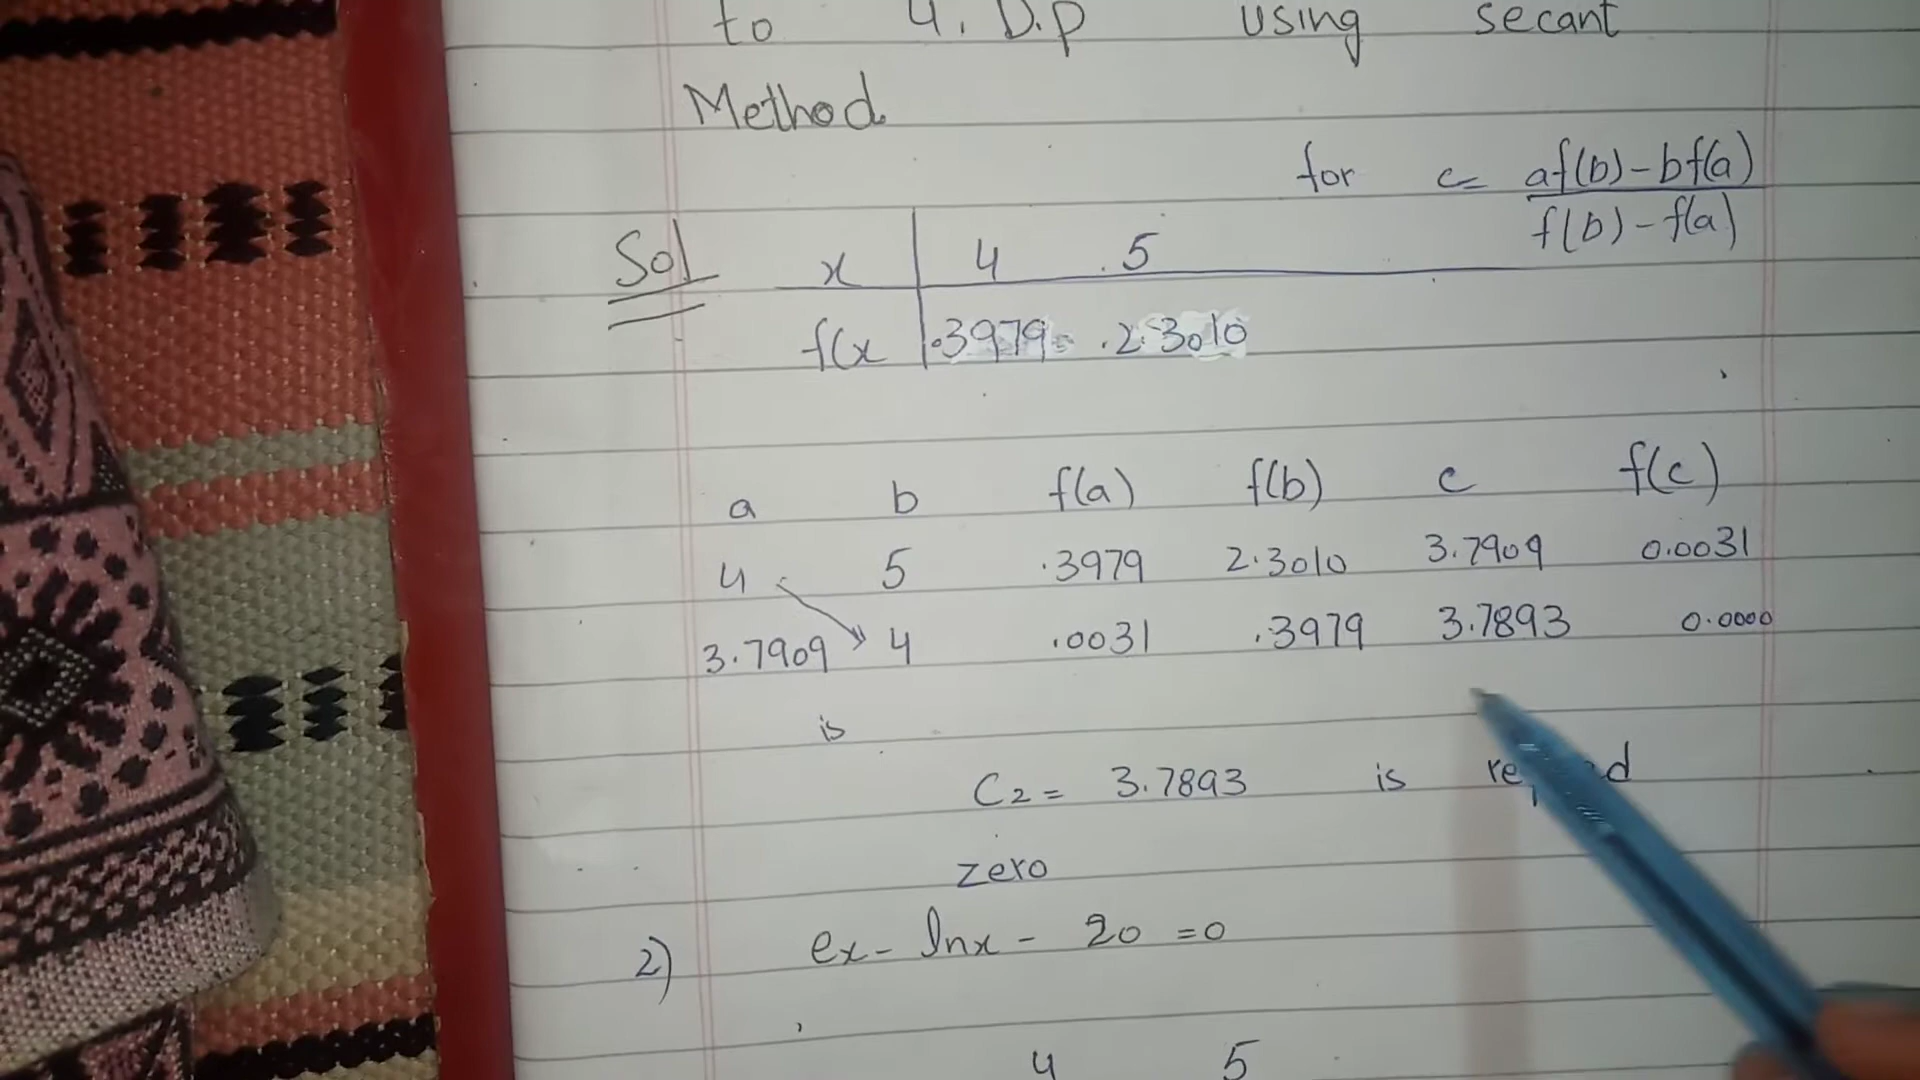 to 4. D.p using secant
Method
for c= af(b)-bf(a)
f(b)-f(a)
Sol x 4 .5
f(x .3979 .2.3010
a b f(a) f(b) c f(c)
4 5 .3979 2.3010 3.7909 0.0031
3.7909 4 .0031 .3979 3.7893 0.0000
is
C2= 3.7893 is
zero
2) ex- lnx- 20 =0
4 5